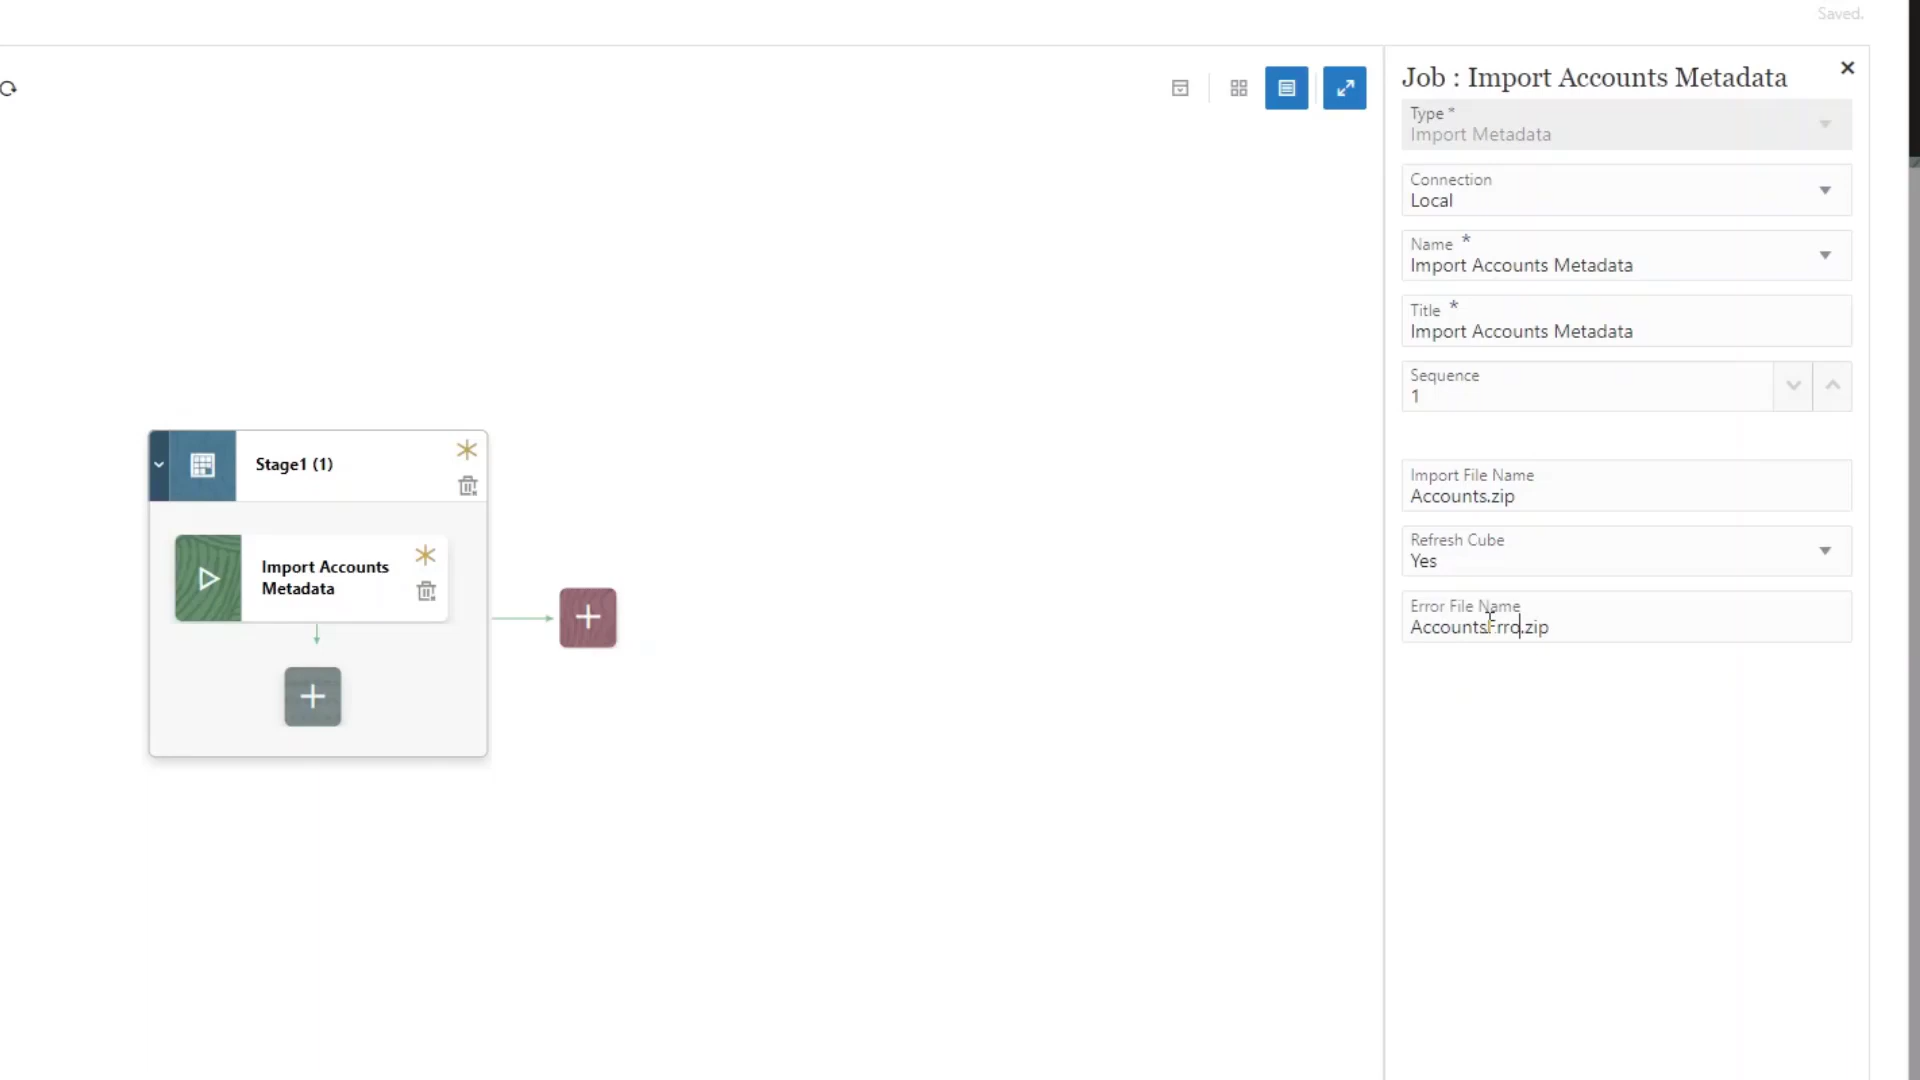 Saved.
Job : Import Accounts Metadata
Type *
Import Metadata
Connection
Local
Name *
Import Accounts Metadata
Title *
Import Accounts Metadata
Sequence
1
Stage1 (1)
Import Accounts
Metadata
Import File Name
Accounts.zip
Refresh Cube
Yes
Error File Name
AccountsErro.zip